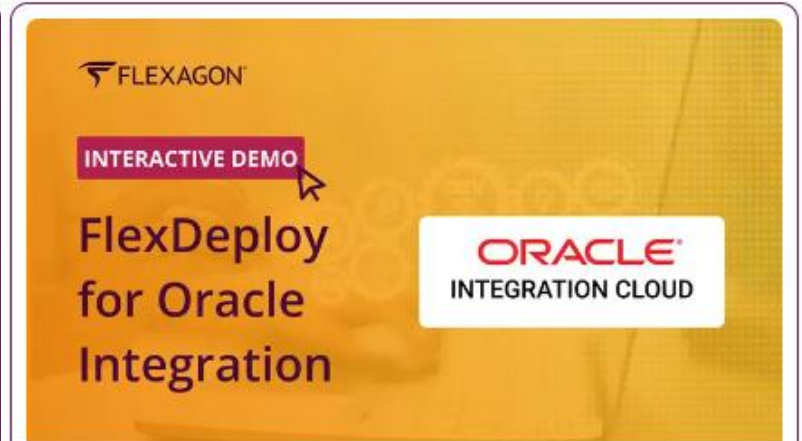 FLEXAGON
INTERACTIVE DEMO
FlexDeploy
for Oracle
Integration
ORACLE
INTEGRATION CLOUD